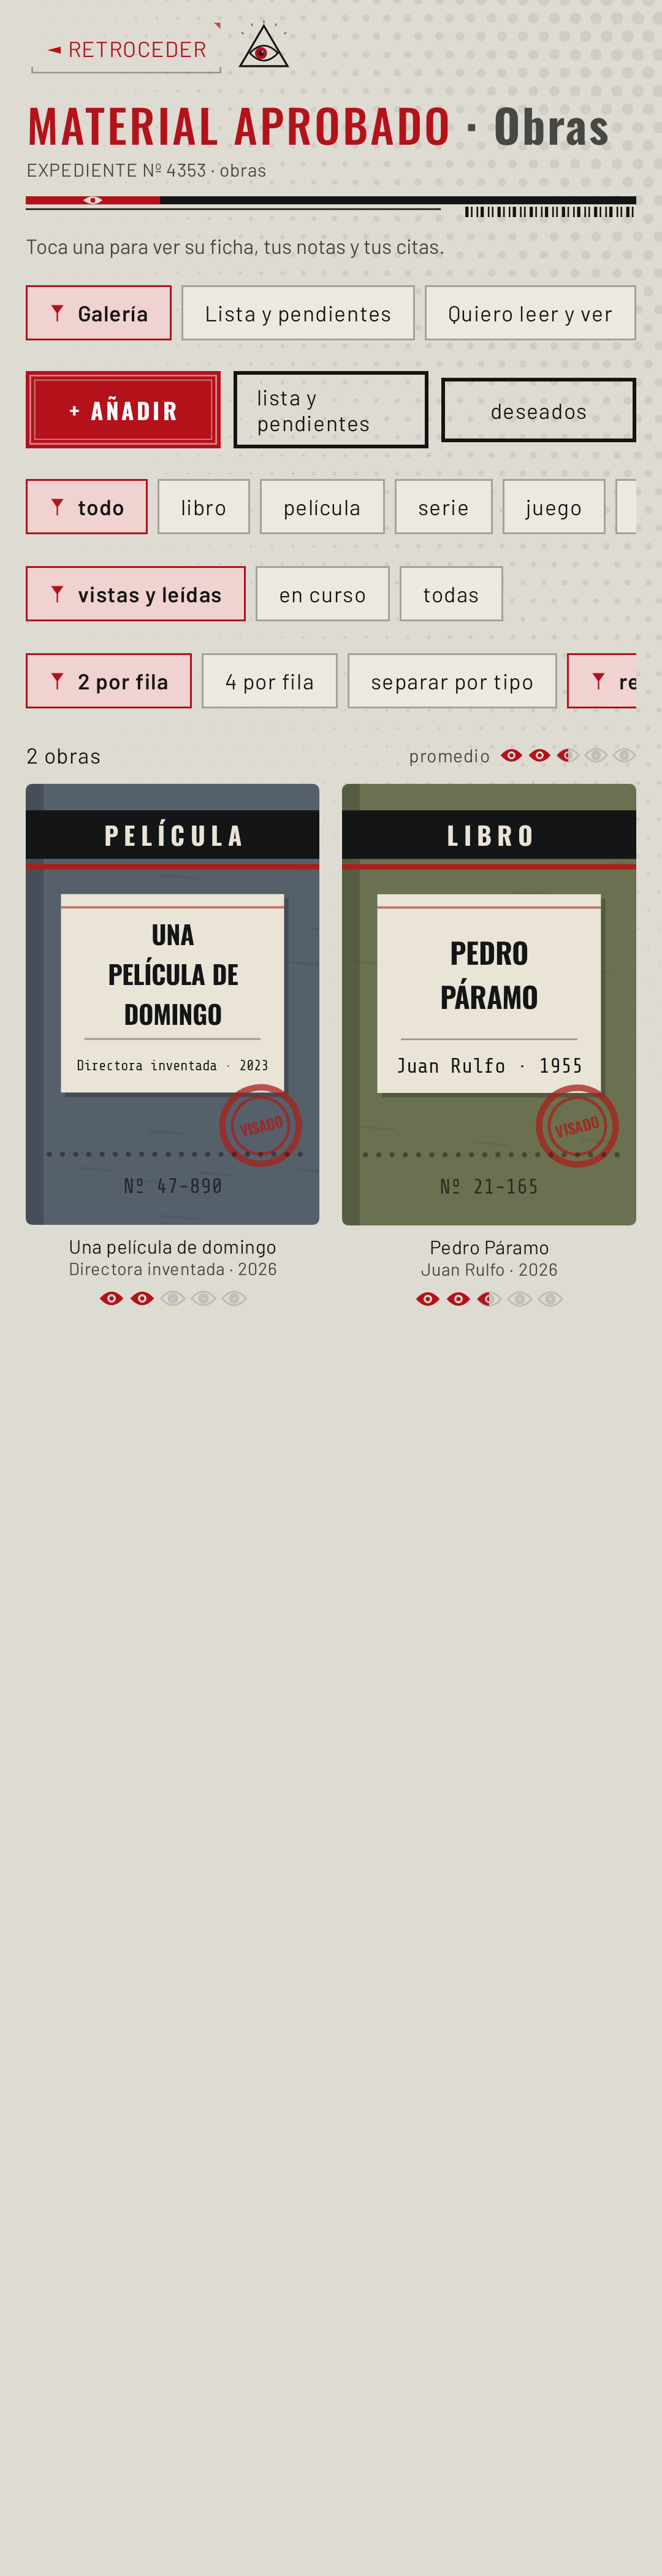 ◄ RETROCEDER
MATERIAL APROBADO · Obras
EXPEDIENTE Nº 4353 · obras
Toca una para ver su ficha, tus notas y tus citas.
Galería
Lista y pendientes
Quiero leer y ver
+ AÑADIR
lista y
pendientes
deseados
todo
libro
película
serie
juego
vistas y leídas
en curso
todas
2 por fila
4 por fila
separar por tipo
re
2 obras
promedio
PELÍCULA
UNA
PELÍCULA DE
DOMINGO
Directora inventada · 2023
VISADO
Nº 47-890
Una película de domingo
Directora inventada · 2026
LIBRO
PEDRO
PÁRAMO
Juan Rulfo · 1955
VISADO
Nº 21-165
Pedro Páramo
Juan Rulfo · 2026